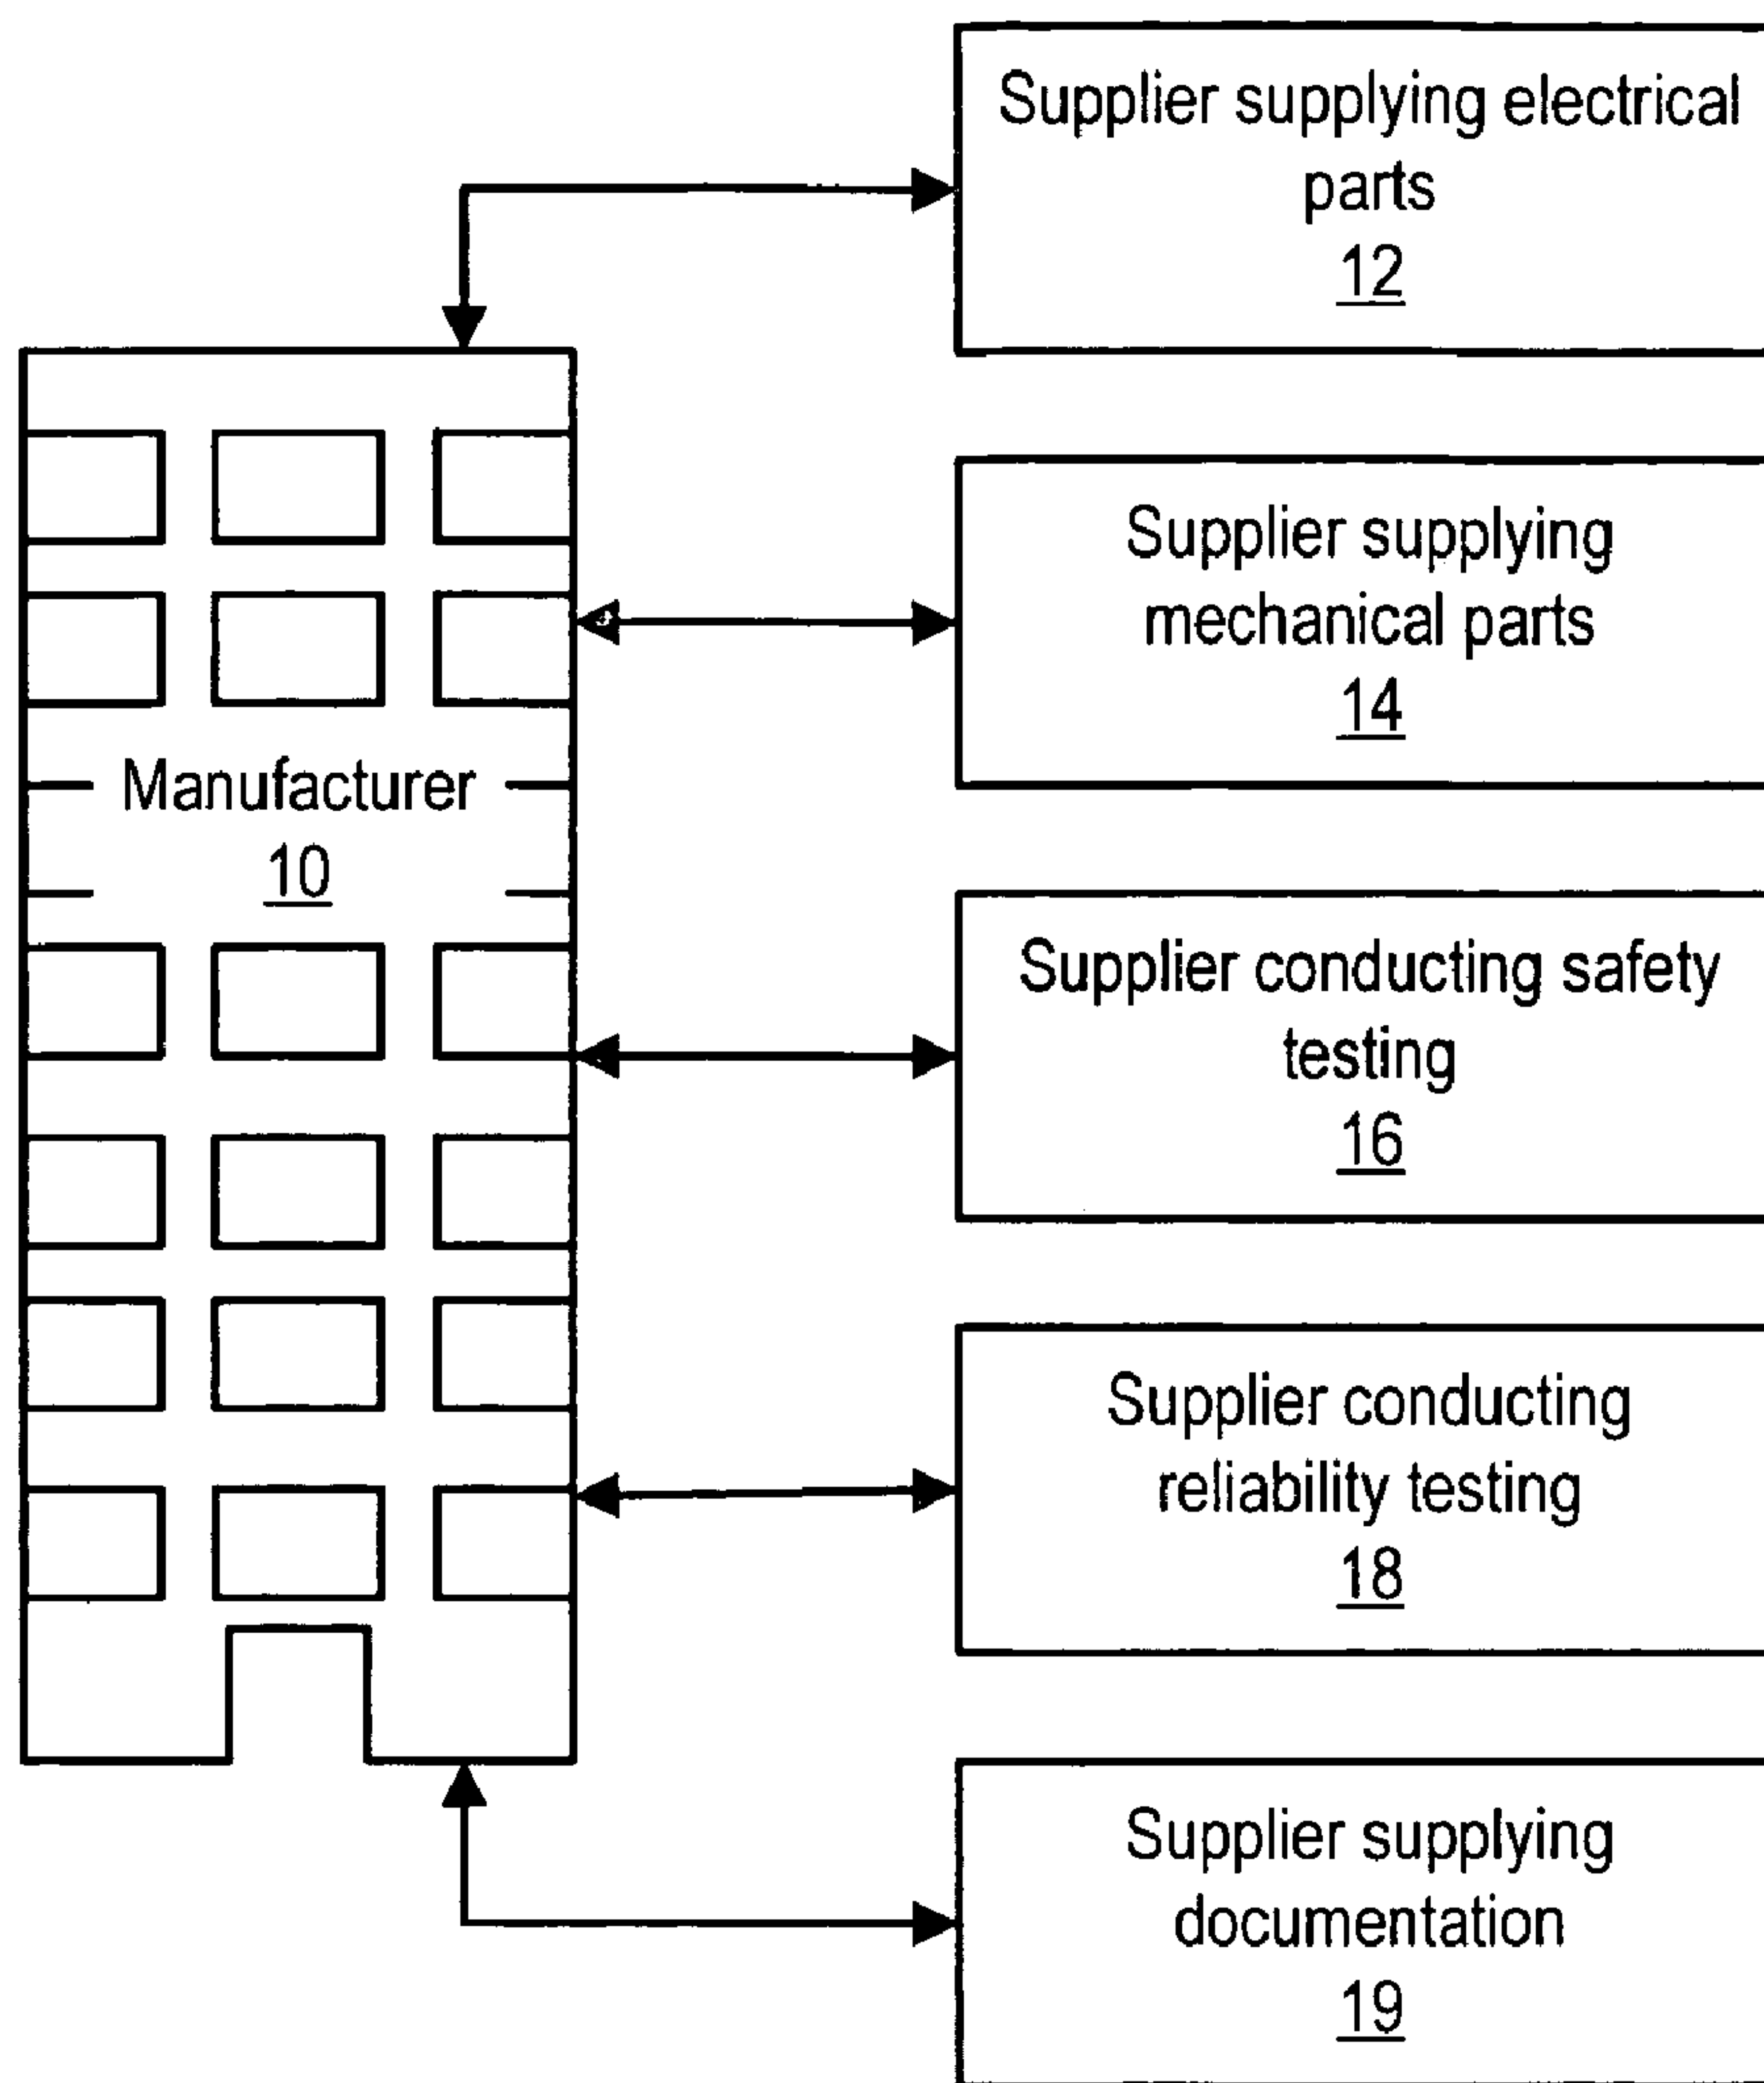 Supplier supplying electrical
parts
12
Supplier supplying
mechanical parts
14
Manufacturer
10
Supplier conducting safety
testing
16
Supplier conducting
reliability testing
18
Supplier supplying
documentation
19